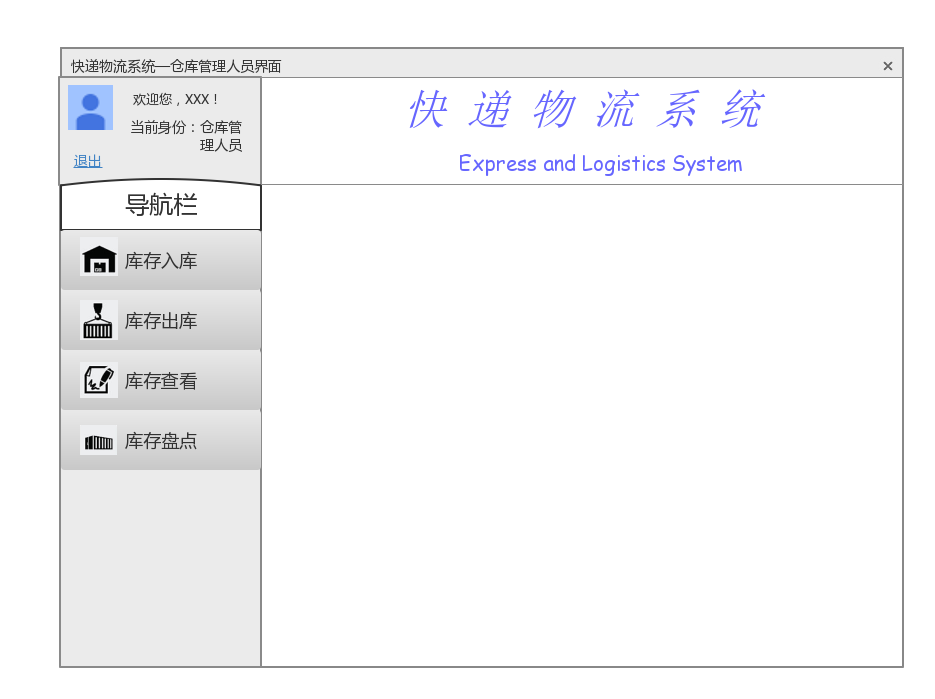 快递物流系统—仓库管理人员界面
欢迎您，XXX！
当前身份：仓库管
理人员
退出
快递物流系统
Express and Logistics System
导航栏
库存入库
库存出库
库存查看
库存盘点